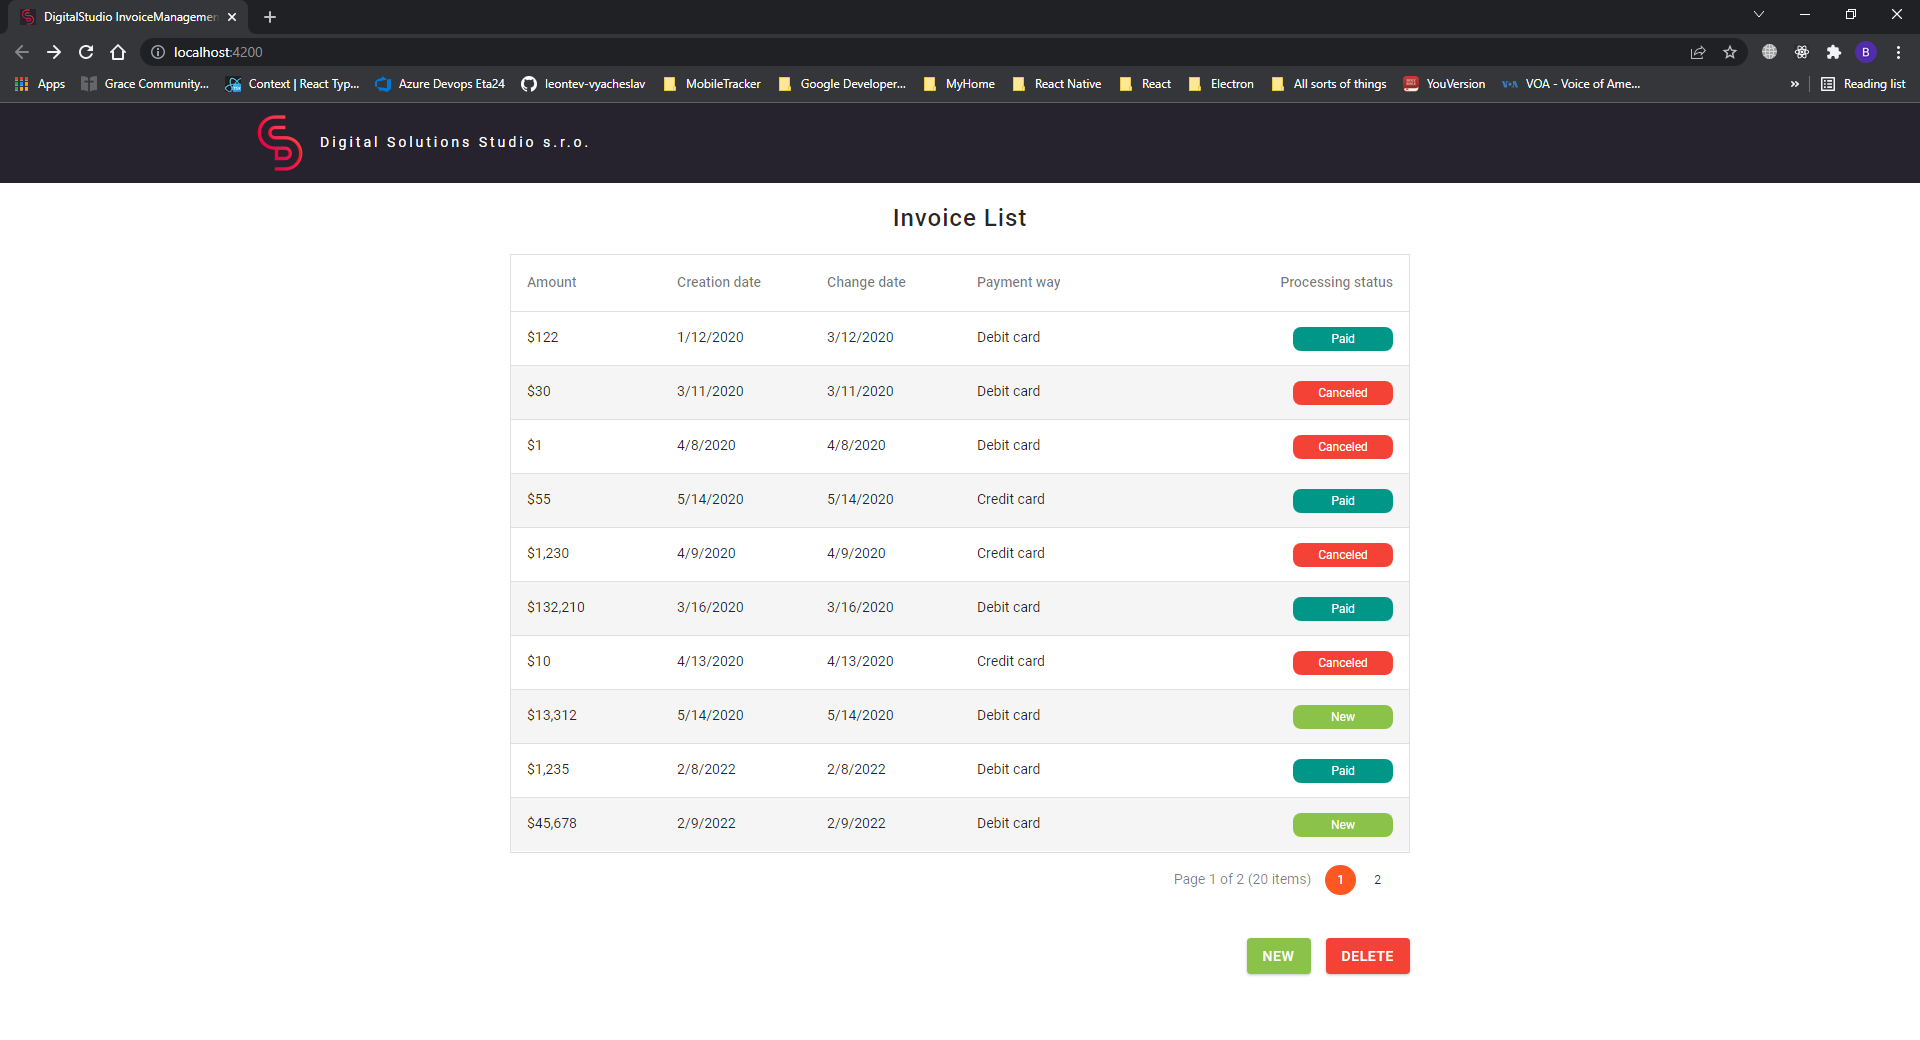 DigitalStudio InvoiceManagemen
localhost:4200
B
Apps Grace Community... Context | React Typ... Azure Devops Eta24 leontev-vyacheslav MobileTracker Google Developer... MyHome React Native React Electron All sorts of things YouVersion VOA VOA - Voice of Ame... » Reading list
Digital Solutions Studio s.r.o.
Invoice List
Amount Creation date Change date Payment way Processing status
$122 1/12/2020 3/12/2020 Debit card Paid
$30 3/11/2020 3/11/2020 Debit card Canceled
$1 4/8/2020 4/8/2020 Debit card Canceled
$55 5/14/2020 5/14/2020 Credit card Paid
$1,230 4/9/2020 4/9/2020 Credit card Canceled
$132,210 3/16/2020 3/16/2020 Debit card Paid
$10 4/13/2020 4/13/2020 Credit card Canceled
$13,312 5/14/2020 5/14/2020 Debit card New
$1,235 2/8/2022 2/8/2022 Debit card Paid
$45,678 2/9/2022 2/9/2022 Debit card New
Page 1 of 2 (20 items) 1 2
NEW DELETE